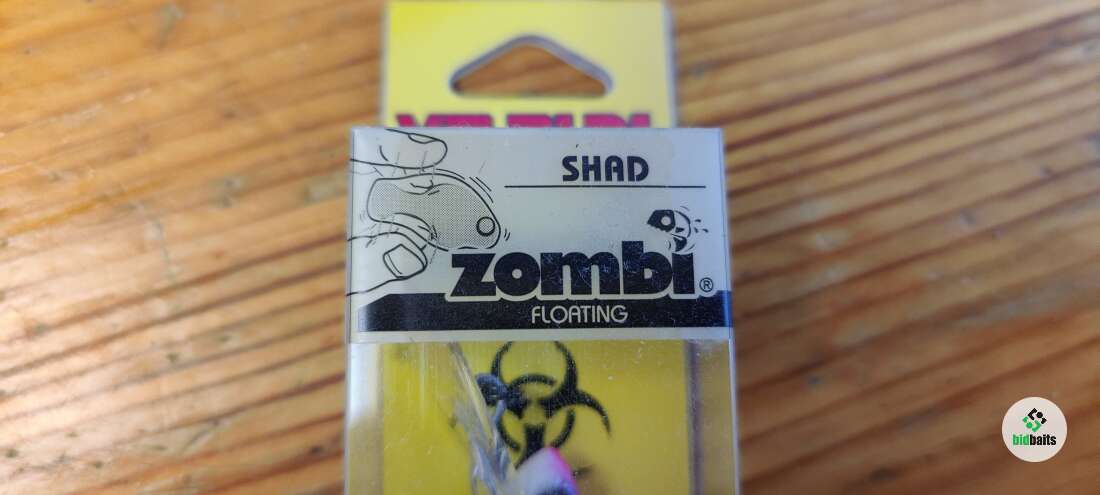 SHAD
zombi®
FLOATING
bidbaits